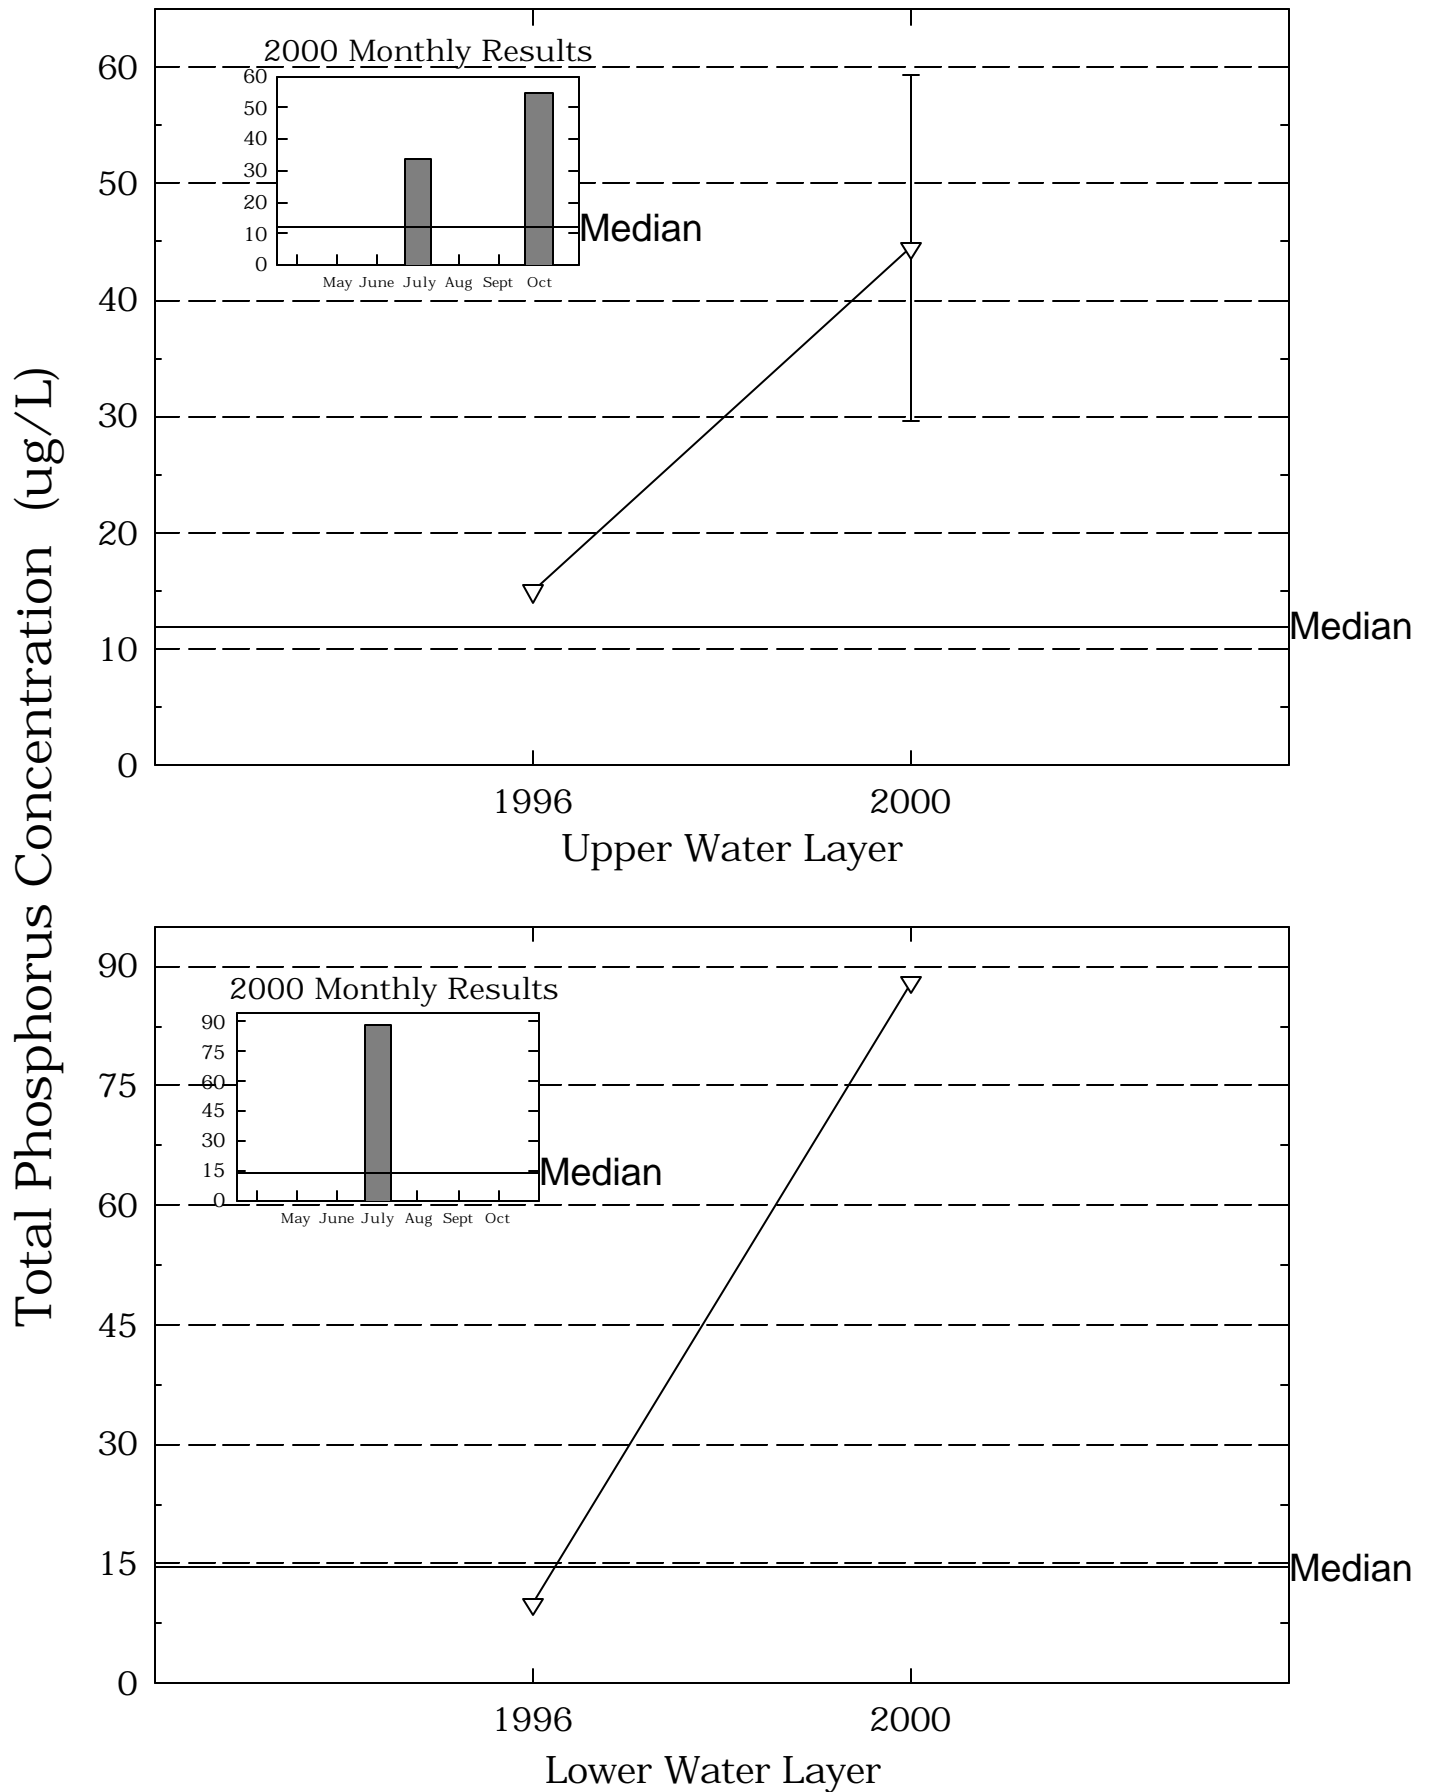 Total Phosphorus Concentration (ug/L)
2000 Monthly Results
60
50
40
30
20
10
0
May June July Aug Sept Oct
Median
60
50
40
30
20
10
0
Median
1996 2000
Upper Water Layer
2000 Monthly Results
90
75
60
45
30
15
0
May June July Aug Sept Oct
Median
90
75
60
45
30
15
0
Median
1996 2000
Lower Water Layer